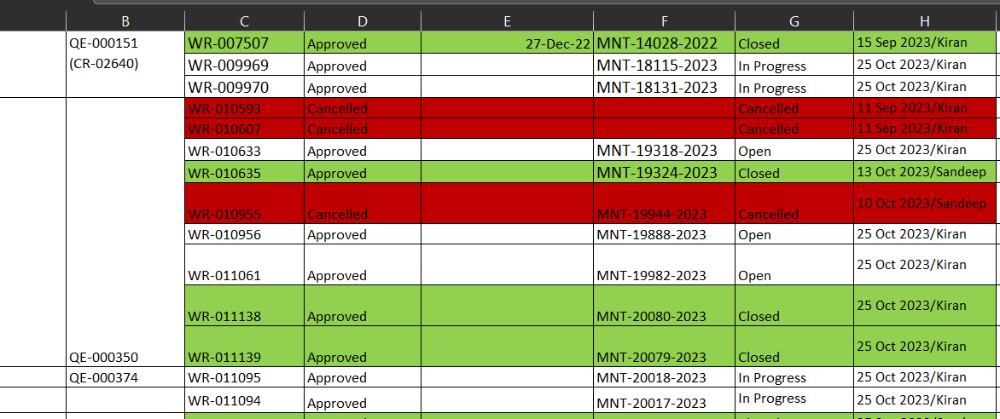 B C D E F G H
QE-000151 WR-007507 Approved 27-Dec-22 MNT-14028-2022 Closed 15 Sep 2023/Kiran
(CR-02640) WR-009969 Approved MNT-18115-2023 In Progress 25 Oct 2023/Kiran
WR-009970 Approved MNT-18131-2023 In Progress 25 Oct 2023/Kiran
WR-010593 Cancelled Cancelled 11 Sep 2023/Kiran
WR-010607 Cancelled Cancelled 11 Sep 2023/Kiran
WR-010633 Approved MNT-19318-2023 Open 25 Oct 2023/Kiran
WR-010635 Approved MNT-19324-2023 Closed 13 Oct 2023/Sandeep
WR-010955 Cancelled MNT-19944-2023 Cancelled 10 Oct 2023/Sandeep
WR-010956 Approved MNT-19888-2023 Open 25 Oct 2023/Kiran
WR-011061 Approved MNT-19982-2023 Open 25 Oct 2023/Kiran
WR-011138 Approved MNT-20080-2023 Closed 25 Oct 2023/Kiran
QE-000350 WR-011139 Approved MNT-20079-2023 Closed 25 Oct 2023/Kiran
QE-000374 WR-011095 Approved MNT-20018-2023 In Progress 25 Oct 2023/Kiran
WR-011094 Approved MNT-20017-2023 In Progress 25 Oct 2023/Kiran